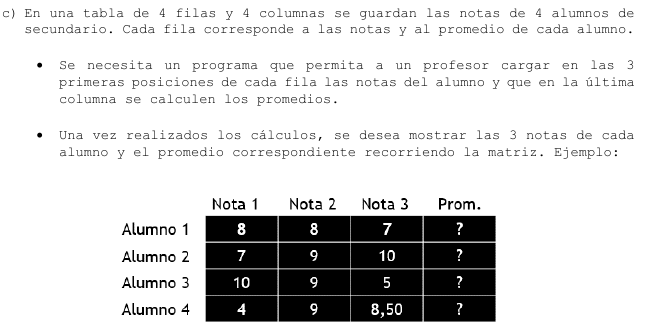 c) En una tabla de 4 filas y 4 columnas se guardan las notas de 4 alumnos de
secundario. Cada fila corresponde a las notas y al promedio de cada alumno.
• Se necesita un programa que permita a un profesor cargar en las 3
primeras posiciones de cada fila las notas del alumno y que en la última
columna se calculen los promedios.
• Una vez realizados los cálculos, se desea mostrar las 3 notas de cada
alumno y el promedio correspondiente recorriendo la matriz. Ejemplo:
Nota 1 Nota 2 Nota 3 Prom.
Alumno 1 8 8 7 ?
Alumno 2 7 9 10 ?
Alumno 3 10 9 5 ?
Alumno 4 4 9 8,50 ?